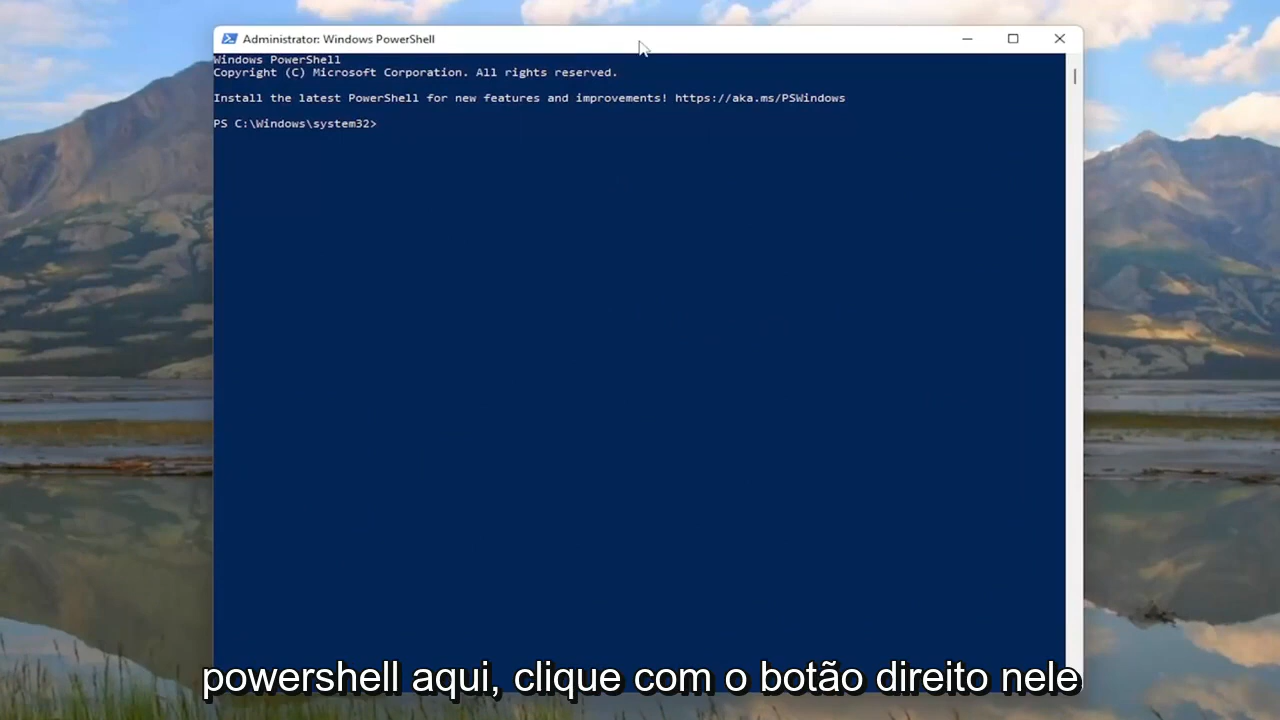 Administrator: Windows PowerShell
Windows PowerShell
Copyright (C) Microsoft Corporation. All rights reserved.
Install the latest PowerShell for new features and improvements! https://aka.ms/PSWindows
PS C:\Windows\system32>
powershell aqui, clique com o botão direito nele